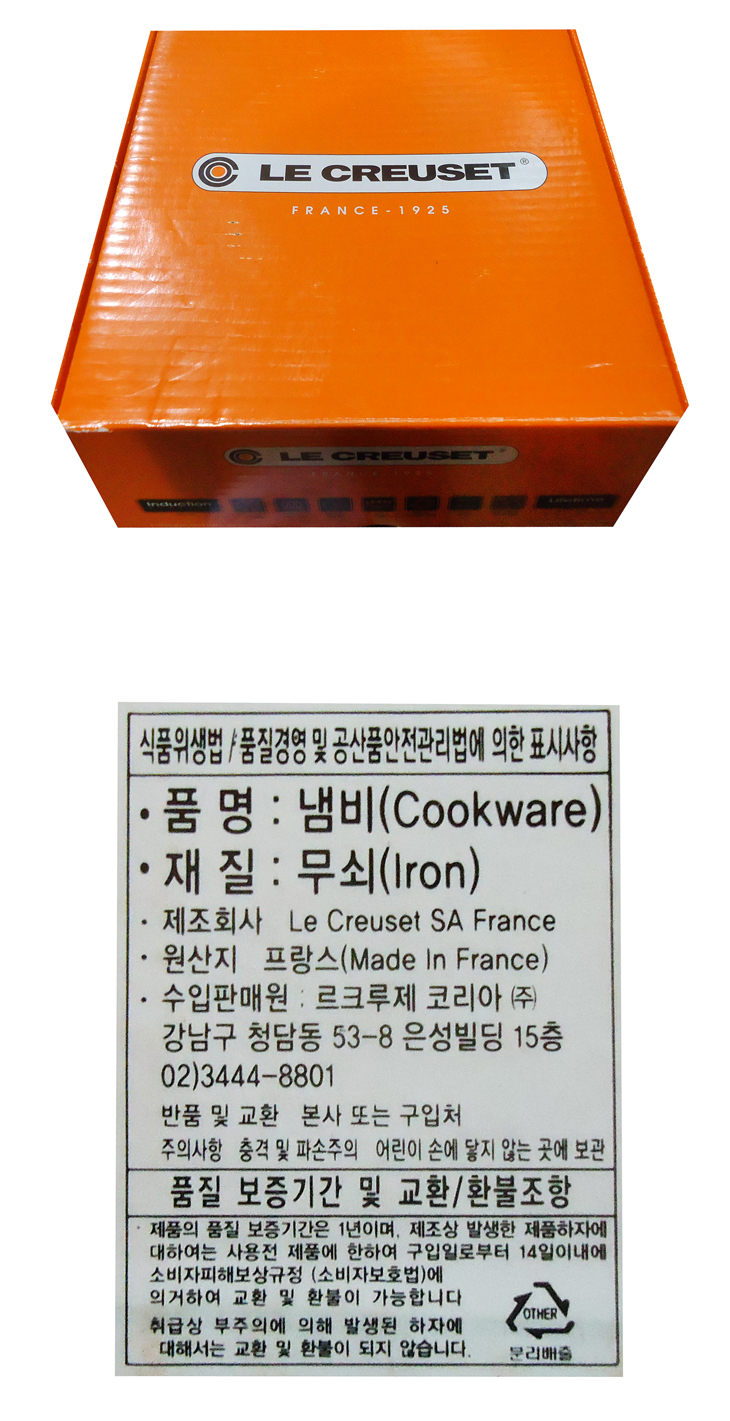 LE CREUSET®
FRANCE-1925
LE CREUSET
FRANCE-1925
Induction
Lifetime
식품위생법/품질경영 및 공산품안전관리법에 의한 표시사항
· 품 명 : 냄비(Cookware)
· 재 질 : 무쇠(Iron)
· 제조회사 Le Creuset SA France
· 원산지 프랑스(Made In France)
· 수입판매원 : 르크루제 코리아 ㈜
강남구 청담동 53-8 은성빌딩 15층
02)3444-8801
반품 및 교환 본사 또는 구입처
주의사항 충격 및 파손주의 어린이 손에 닿지 않는 곳에 보관
품질 보증기간 및 교환/환불조항
· 제품의 품질 보증기간은 1년이며, 제조상 발생한 제품하자에
대하여는 사용전 제품에 한하여 구입일로부터 14일이내에
소비자피해보상규정 (소비자보호법)에
의거하여 교환 및 환불이 가능합니다
취급상 부주의에 의해 발생된 하자에
대해서는 교환 및 환불이 되지 않습니다.
OTHER
분리배출